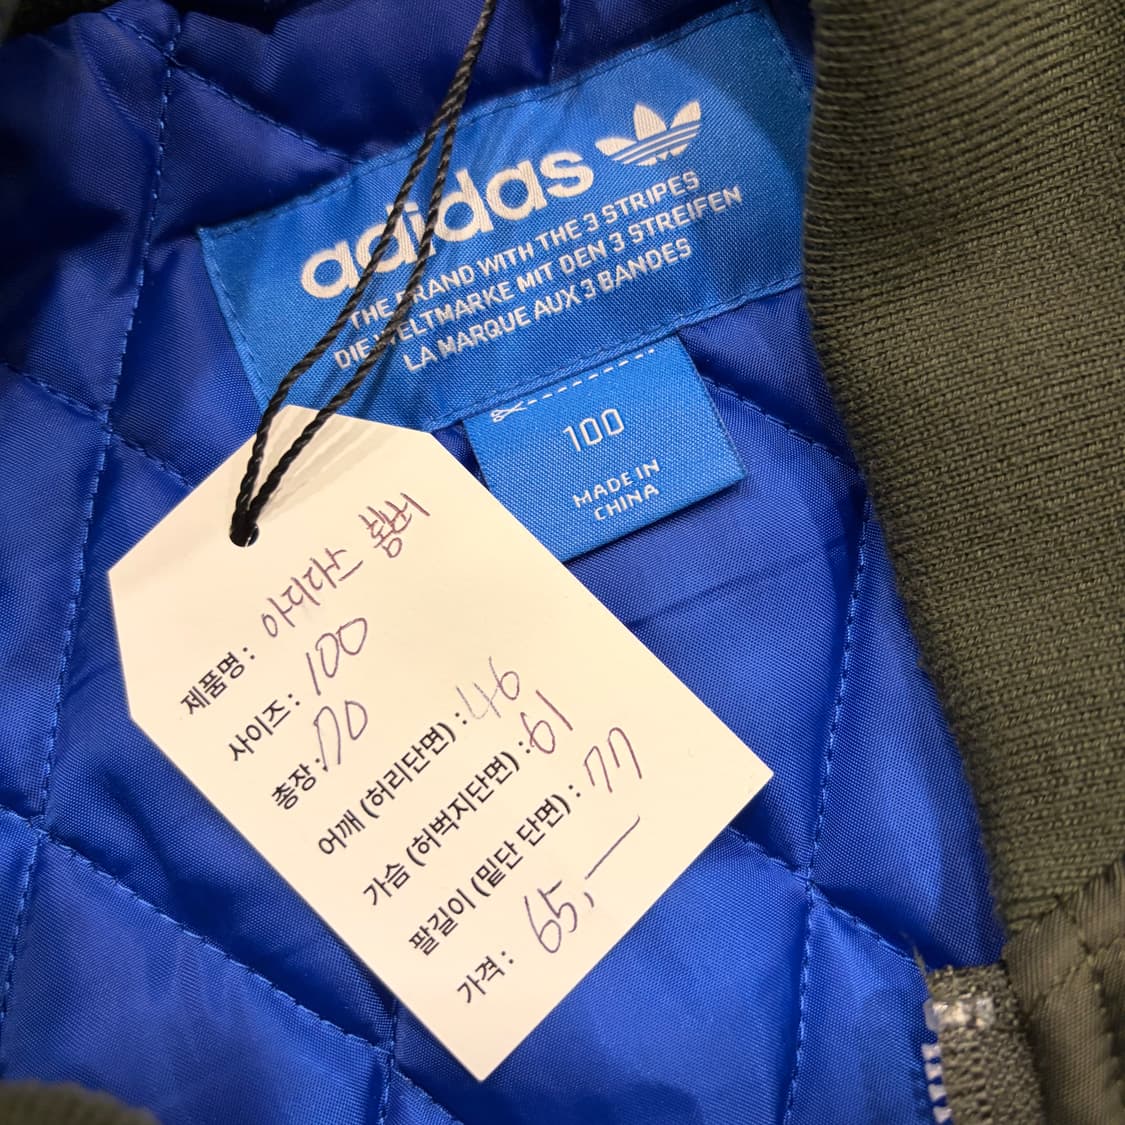 adidas
THE BRAND WITH THE 3 STRIPES
DIE WELTMARKE MIT DEN 3 STREIFEN
LA MARQUE AUX 3 BANDES
100
MADE IN
CHINA
제품명: 아디다스 봄버
사이즈: 100
총장: 70
어깨 (허리단면) : 46
가슴 (허벅지단면) : 61
팔길이 (밑단 단면) : 77
가격: 65,—